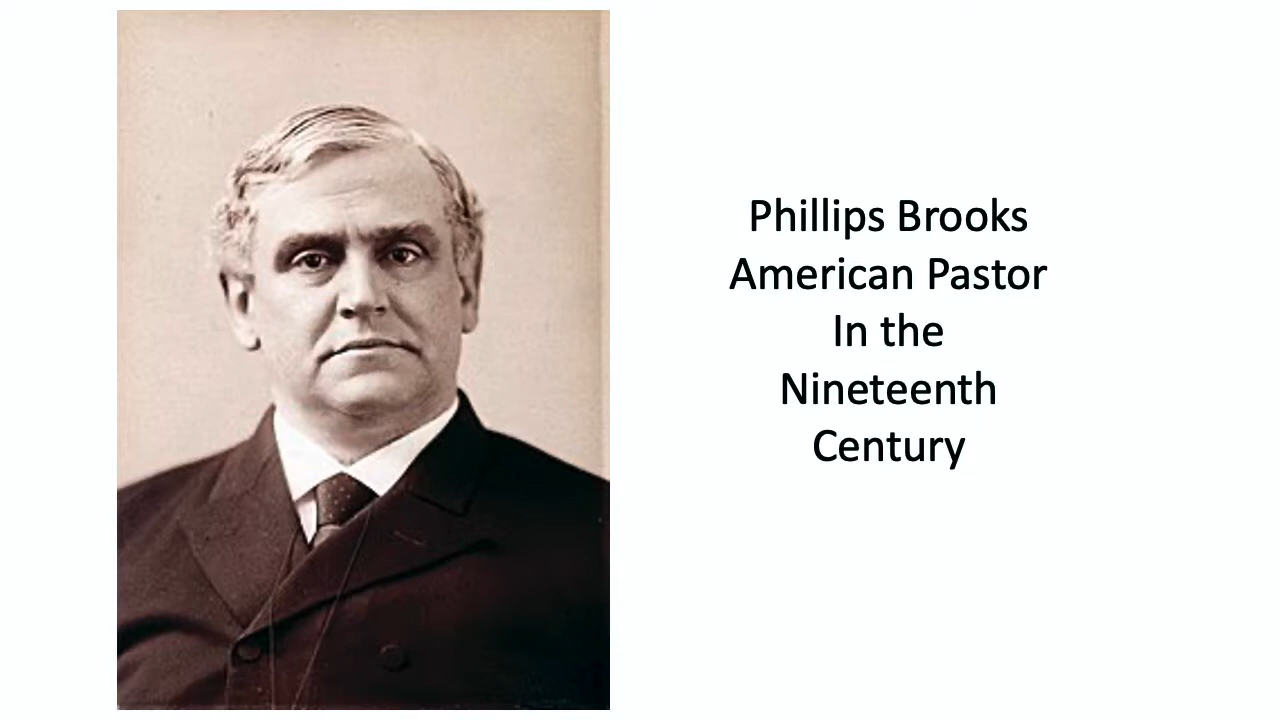 Phillips Brooks
American Pastor
In the
Nineteenth
Century